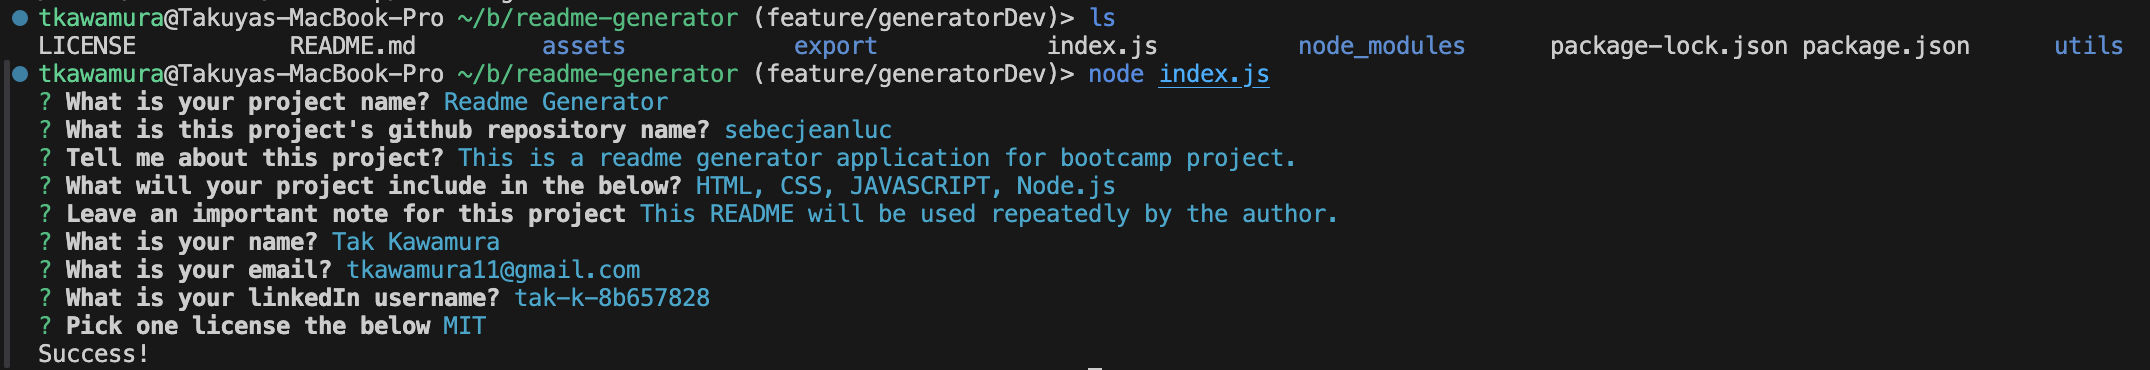 tkawamura@Takuyas-MacBook-Pro ~/b/readme-generator (feature/generatorDev)> ls
LICENSE README.md assets export index.js node_modules package-lock.json package.json utils
tkawamura@Takuyas-MacBook-Pro ~/b/readme-generator (feature/generatorDev)> node index.js
? What is your project name? Readme Generator
? What is this project's github repository name? sebecjeanluc
? Tell me about this project? This is a readme generator application for bootcamp project.
? What will your project include in the below? HTML, CSS, JAVASCRIPT, Node.js
? Leave an important note for this project This README will be used repeatedly by the author.
? What is your name? Tak Kawamura
? What is your email? tkawamura11@gmail.com
? What is your linkedIn username? tak-k-8b657828
? Pick one license the below MIT
Success!